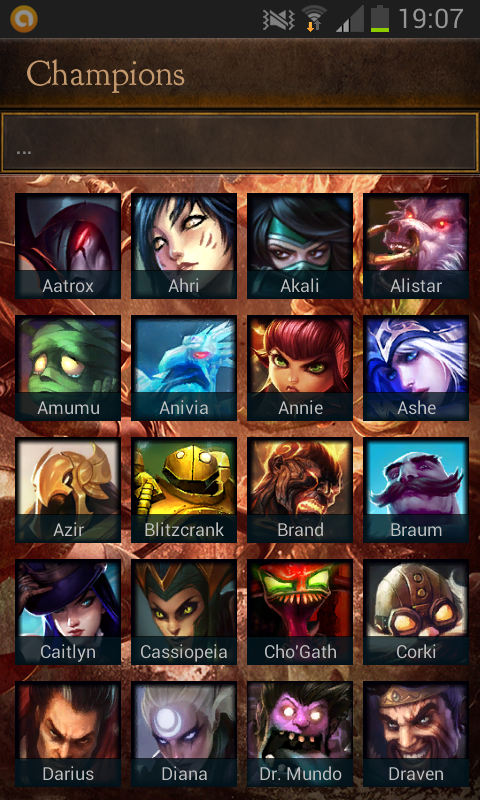 19:07
Champions
...
Aatrox Ahri Akali Alistar
Amumu Anivia Annie Ashe
Azir Blitzcrank Brand Braum
Caitlyn Cassiopeia Cho'Gath Corki
Darius Diana Dr. Mundo Draven